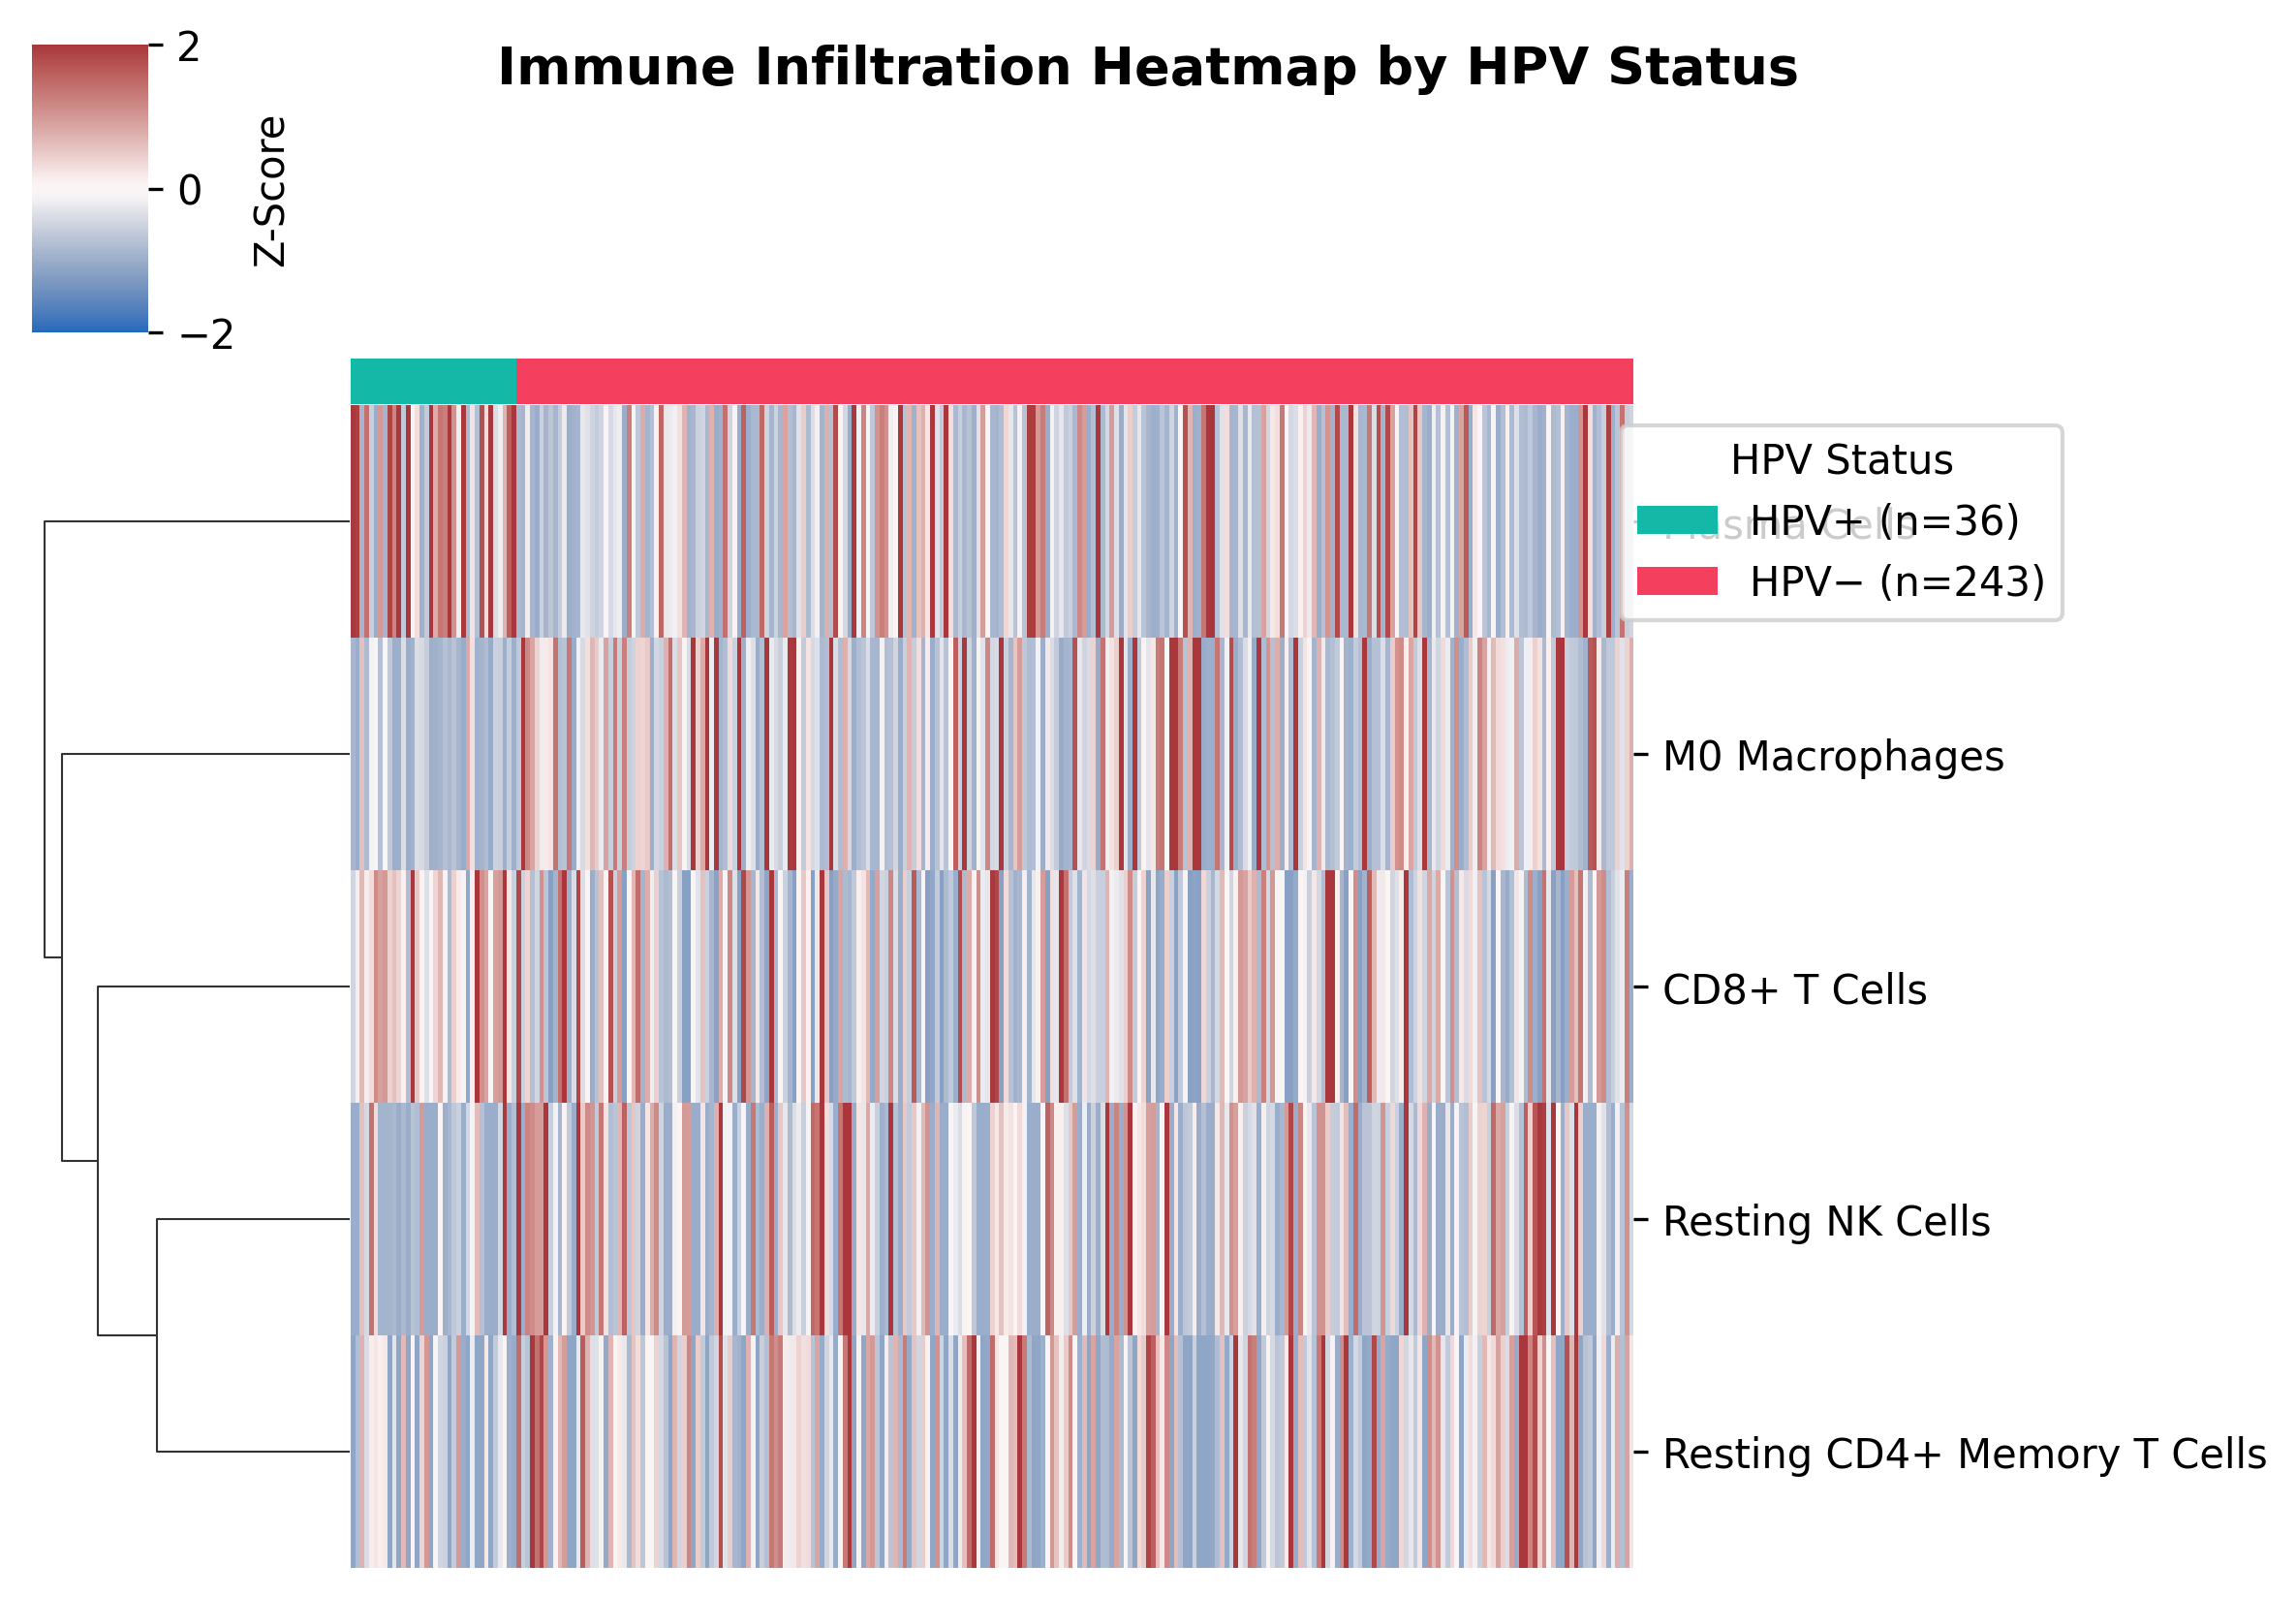 Immune Infiltration Heatmap by HPV Status
2
0
−2
Z-Score
HPV Status
HPV+ (n=36)
HPV− (n=243)
M0 Macrophages
CD8+ T Cells
Resting NK Cells
Resting CD4+ Memory T Cells